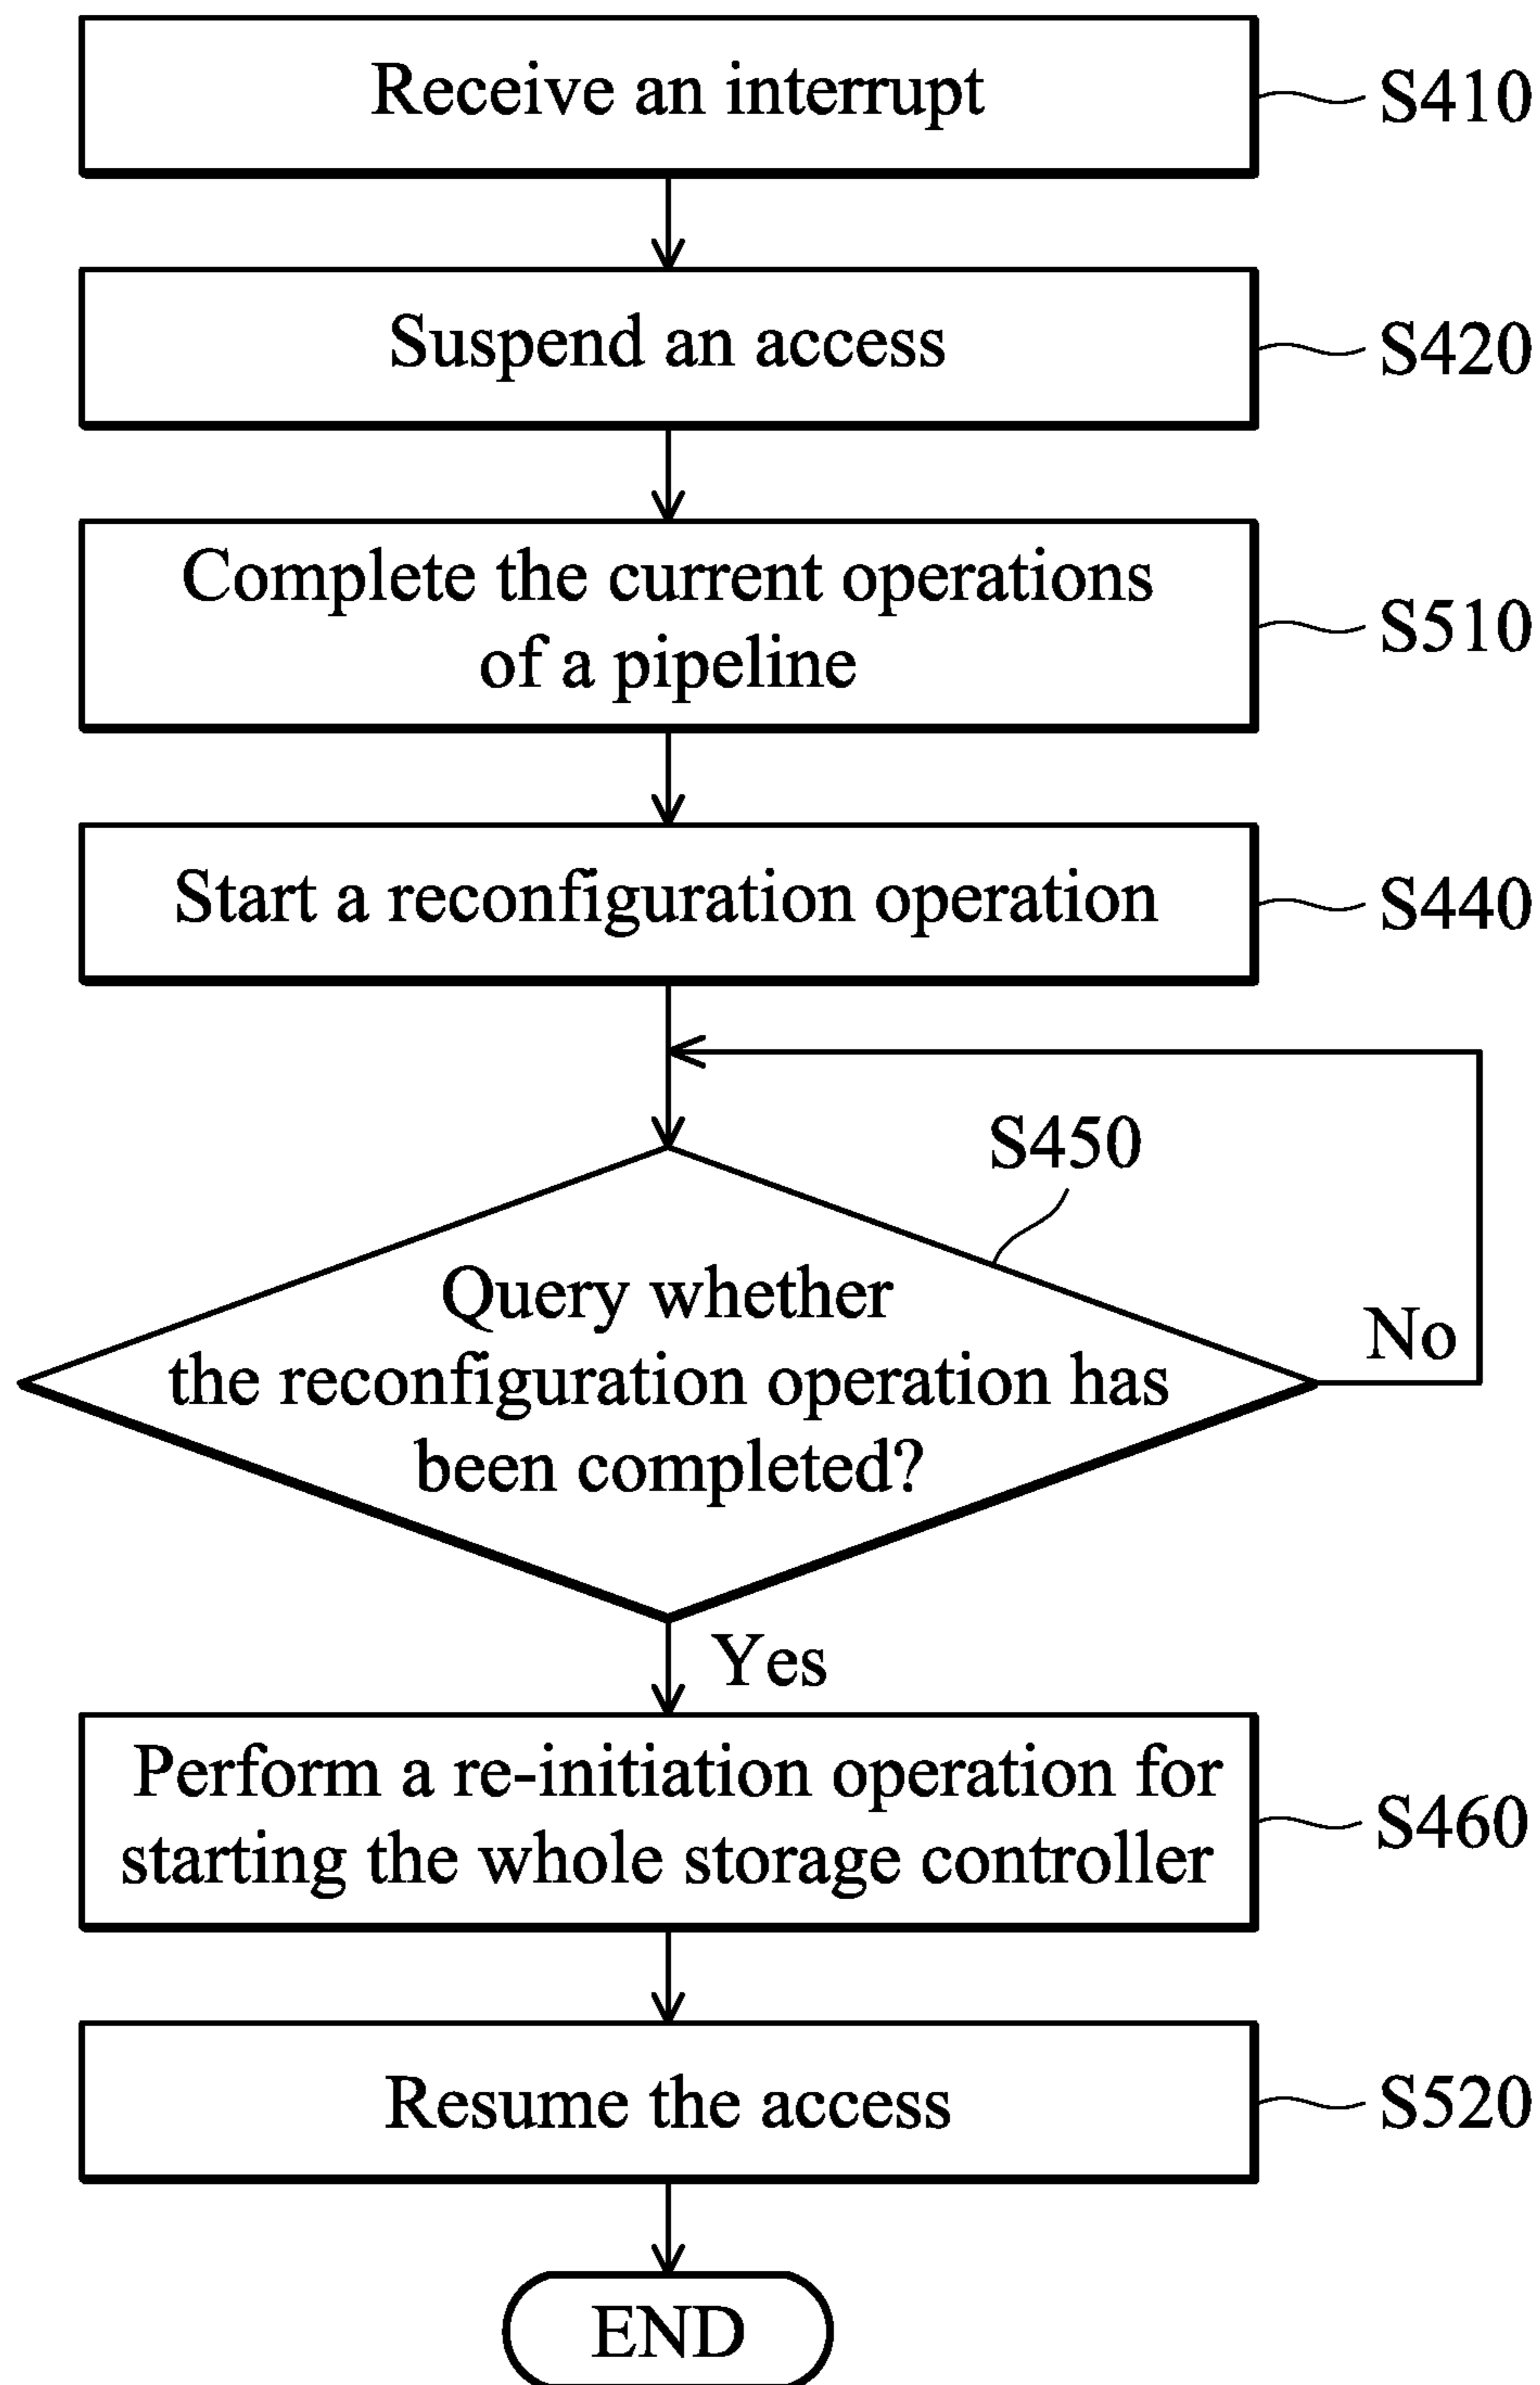 Receive an interrupt
S410
Suspend an access
S420
Complete the current operations
of a pipeline
S510
Start a reconfiguration operation
S440
S450
Query whether
the reconfiguration operation has
been completed?
No
Yes
Perform a re-initiation operation for
starting the whole storage controller
S460
Resume the access
S520
END